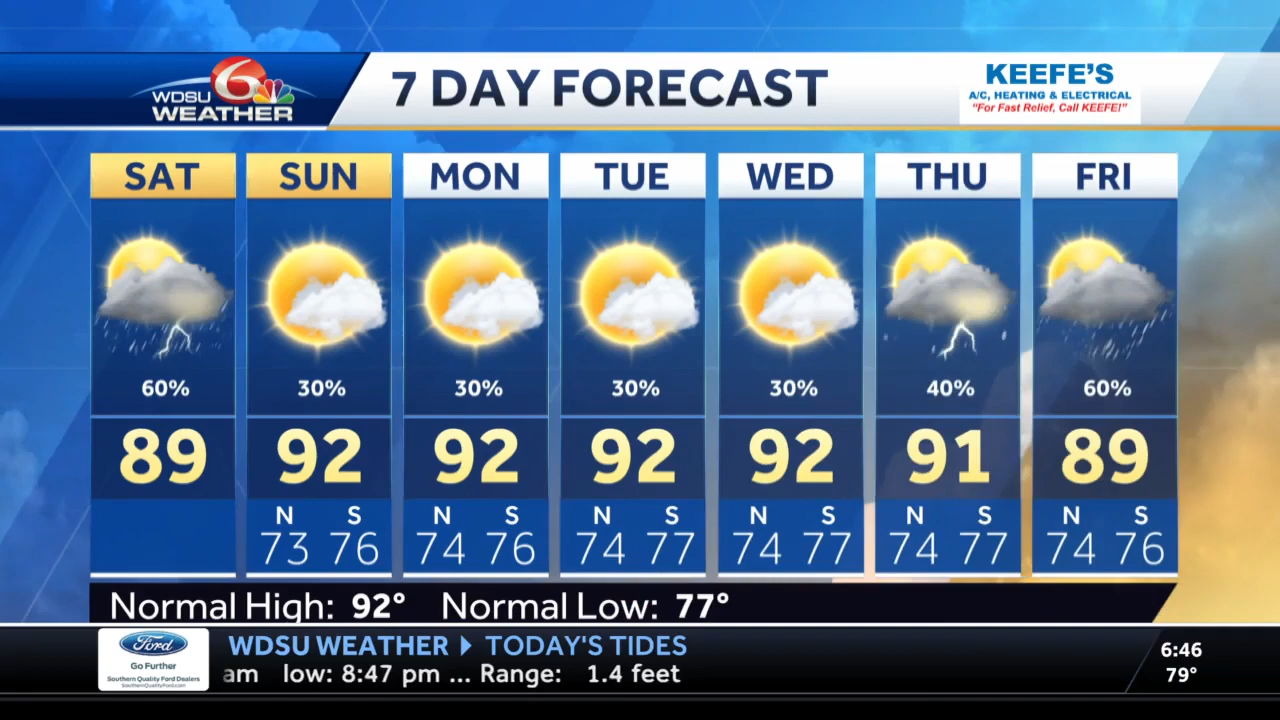 WDSU 6
WEATHER
7 DAY FORECAST
KEEFE'S
A/C, HEATING & ELECTRICAL
"For Fast Relief, Call KEEFE!"
SAT SUN MON TUE WED THU FRI
60% 30% 30% 30% 30% 40% 60%
89 92 92 92 92 91 89
N S N S N S N S N S N S
73 76 74 76 74 77 74 77 74 77 74 76
Normal High: 92° Normal Low: 77°
Ford
Go Further
Southern Quality Ford Dealers
SouthernQualityFord.com
WDSU WEATHER TODAY'S TIDES
am low: 8:47 pm ... Range: 1.4 feet
6:46
79°